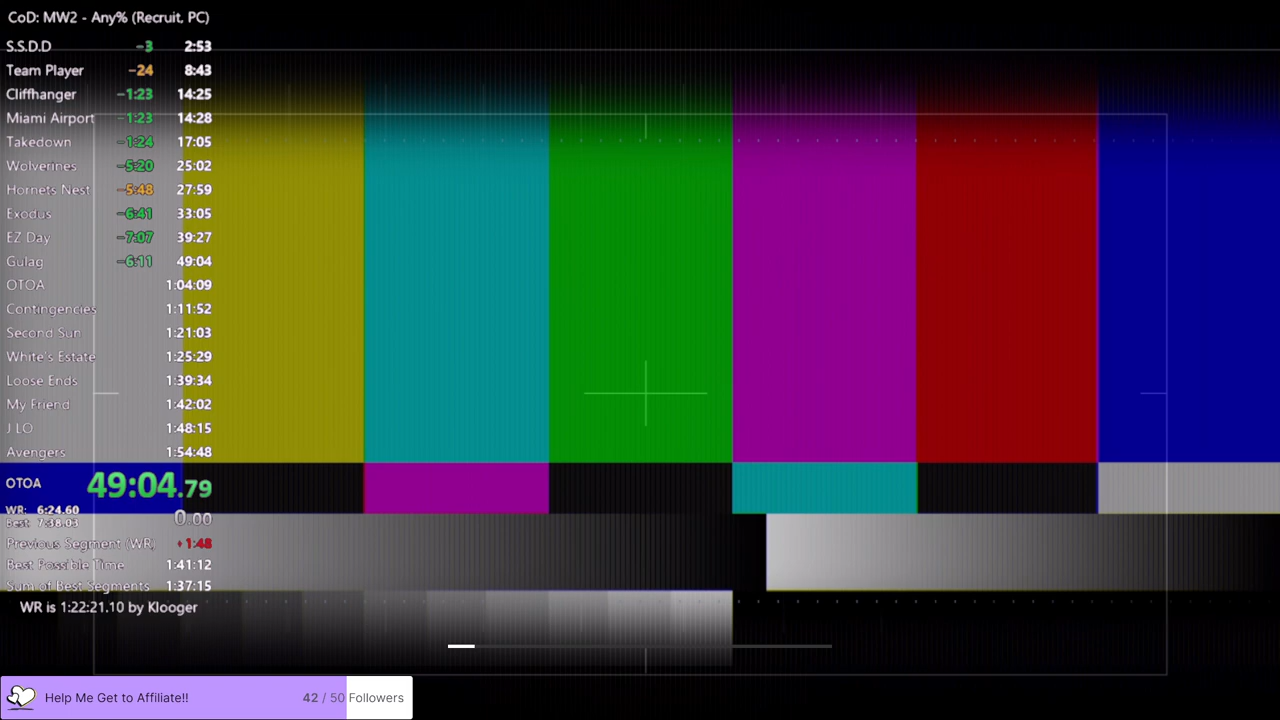 CoD: MW2 - Any% (Recruit, PC)
S.S.D.D -3 2:53
Team Player -24 8:43
Cliffhanger -1:23 14:25
Miami Airport -1:23 14:28
Takedown -1:24 17:05
Wolverines -5:20 25:02
Hornets Nest -5:48 27:59
Exodus -6:41 33:05
EZ Day -7:07 39:27
Gulag -6:11 49:04
OTOA 1:04:09
Contingencies 1:11:52
Second Sun 1:21:03
White's Estate 1:25:29
Loose Ends 1:39:34
My Friend 1:42:02
J LO 1:48:15
Avengers 1:54:48
OTOA 49:04.79
WR: 6:24.60
Best: 7:38.03 0.00
Previous Segment (WR) +1:48
Best Possible Time 1:41:12
Sum of Best Segments 1:37:15
WR is 1:22:21.10 by Klooger
Help Me Get to Affiliate!! 42 / 50 Followers